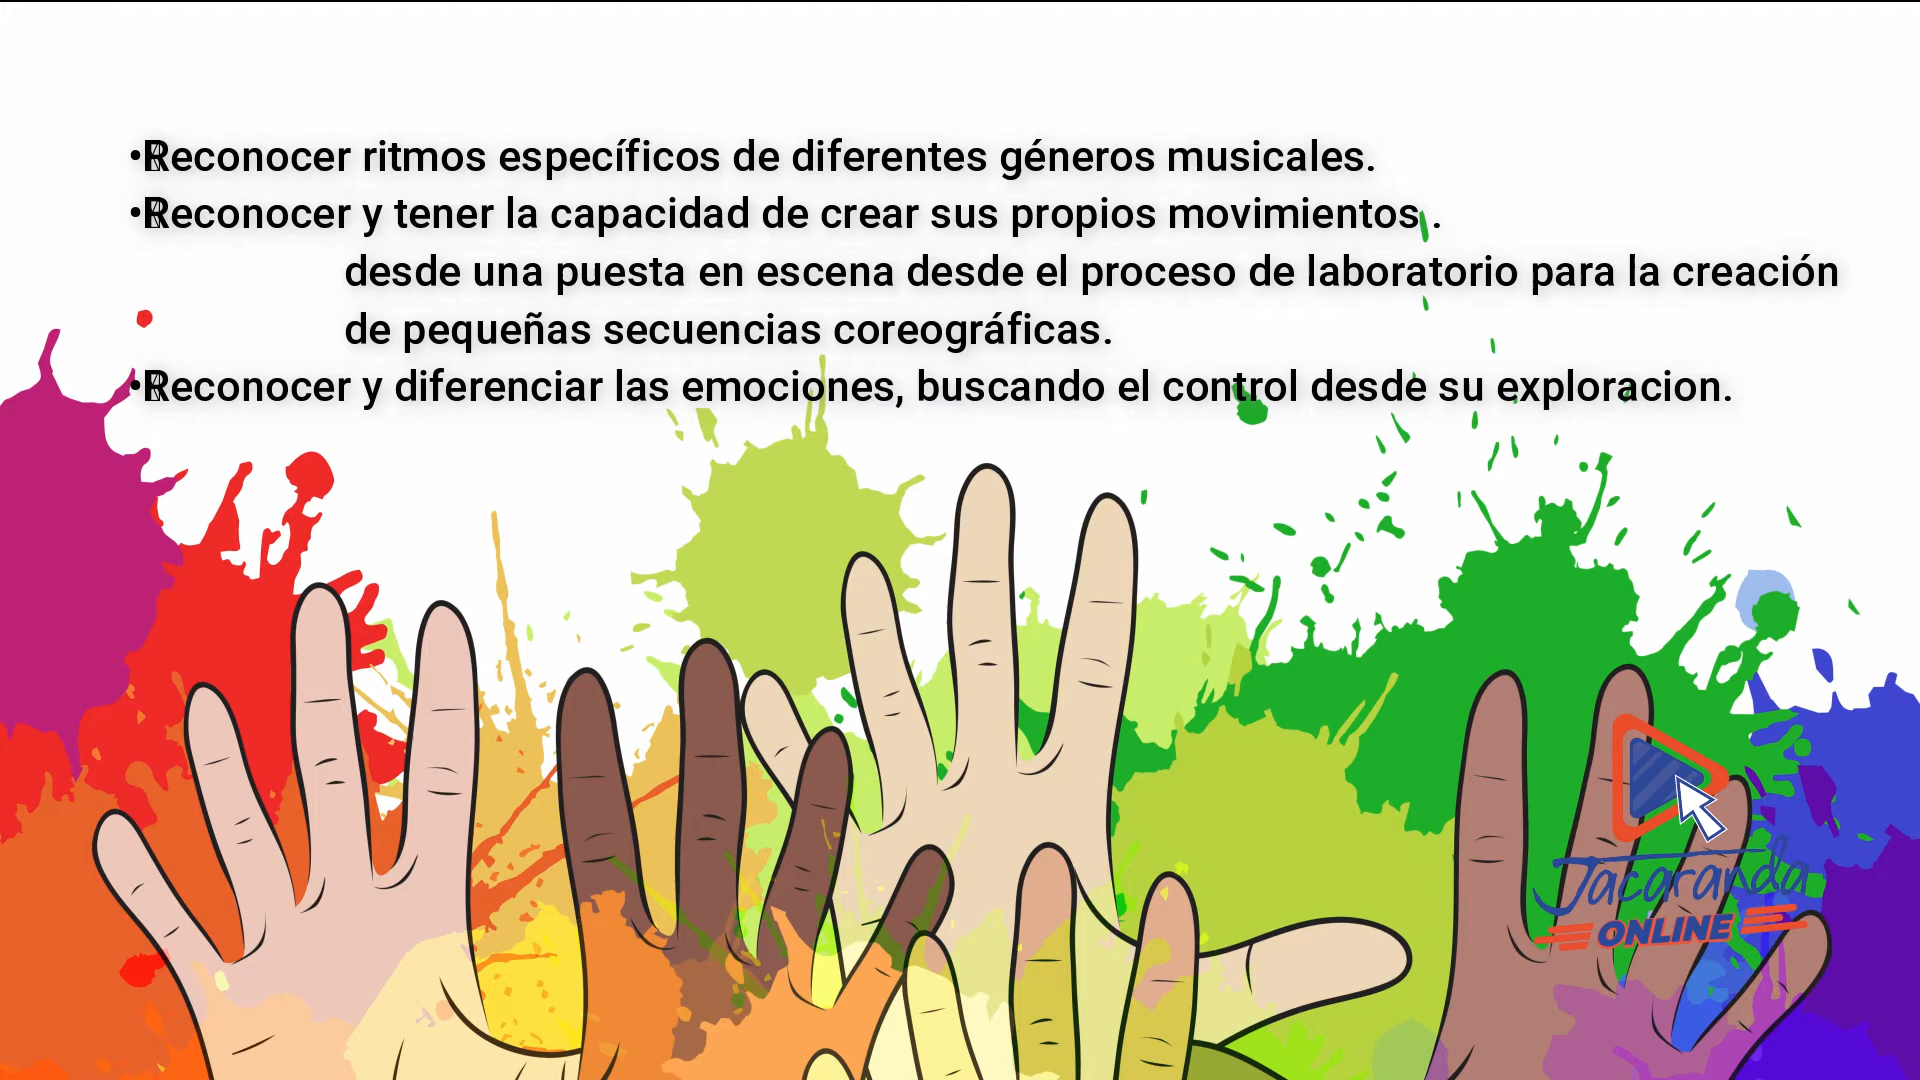 •Reconocer ritmos específicos de diferentes géneros musicales.
•Reconocer y tener la capacidad de crear sus propios movimientos .
desde una puesta en escena desde el proceso de laboratorio para la creación
de pequeñas secuencias coreográficas.
•Reconocer y diferenciar las emociones, buscando el control desde su exploracion.
Jacaranda
ONLINE